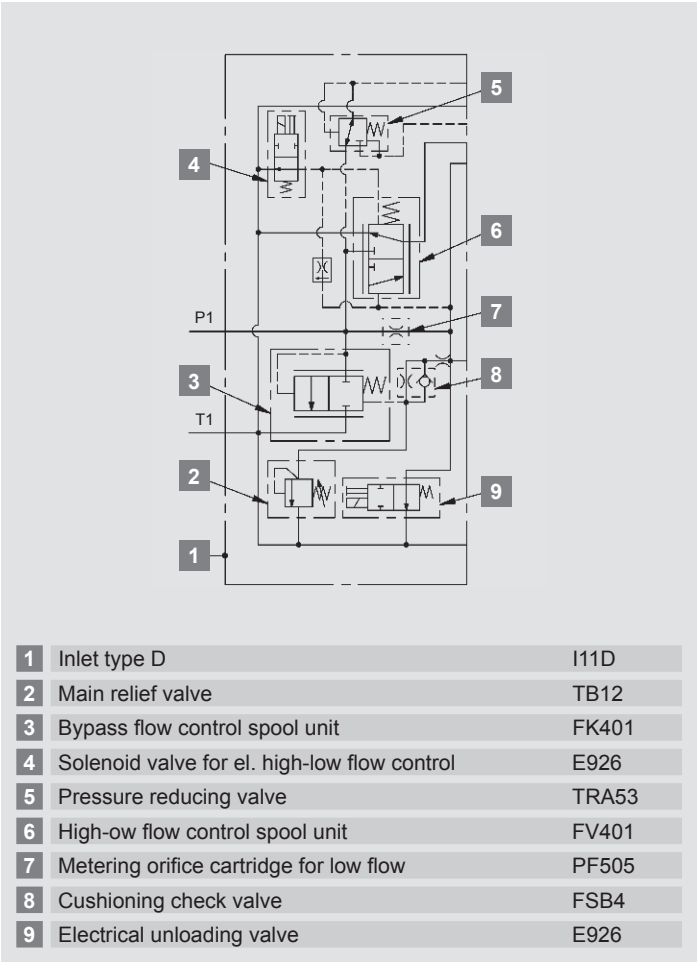 5
4
6
P1
7
3
8
T1
2
9
1
1 Inlet type D I11D
2 Main relief valve TB12
3 Bypass flow control spool unit FK401
4 Solenoid valve for el. high-low flow control E926
5 Pressure reducing valve TRA53
6 High-ow flow control spool unit FV401
7 Metering orifice cartridge for low flow PF505
8 Cushioning check valve FSB4
9 Electrical unloading valve E926